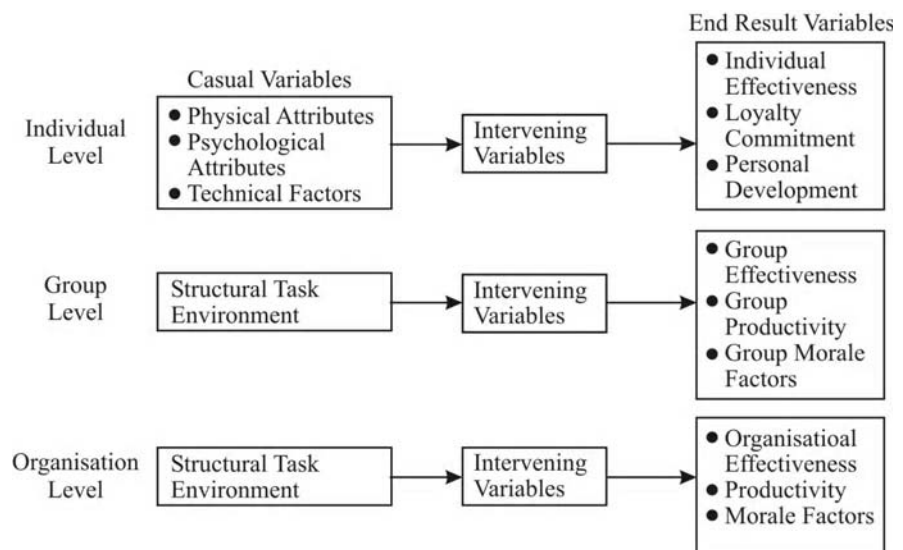 End Result Variables
Casual Variables
Individual
Level
● Physical Attributes
● Psychological
Attributes
● Technical Factors
Intervening
Variables
● Individual
Effectiveness
● Loyalty
Commitment
● Personal
Development
Group
Level
Structural Task
Environment
Intervening
Variables
● Group
Effectiveness
● Group
Productivity
● Group Morale
Factors
Organisation
Level
Structural Task
Environment
Intervening
Variables
● Organisatioal
Effectiveness
● Productivity
● Morale Factors